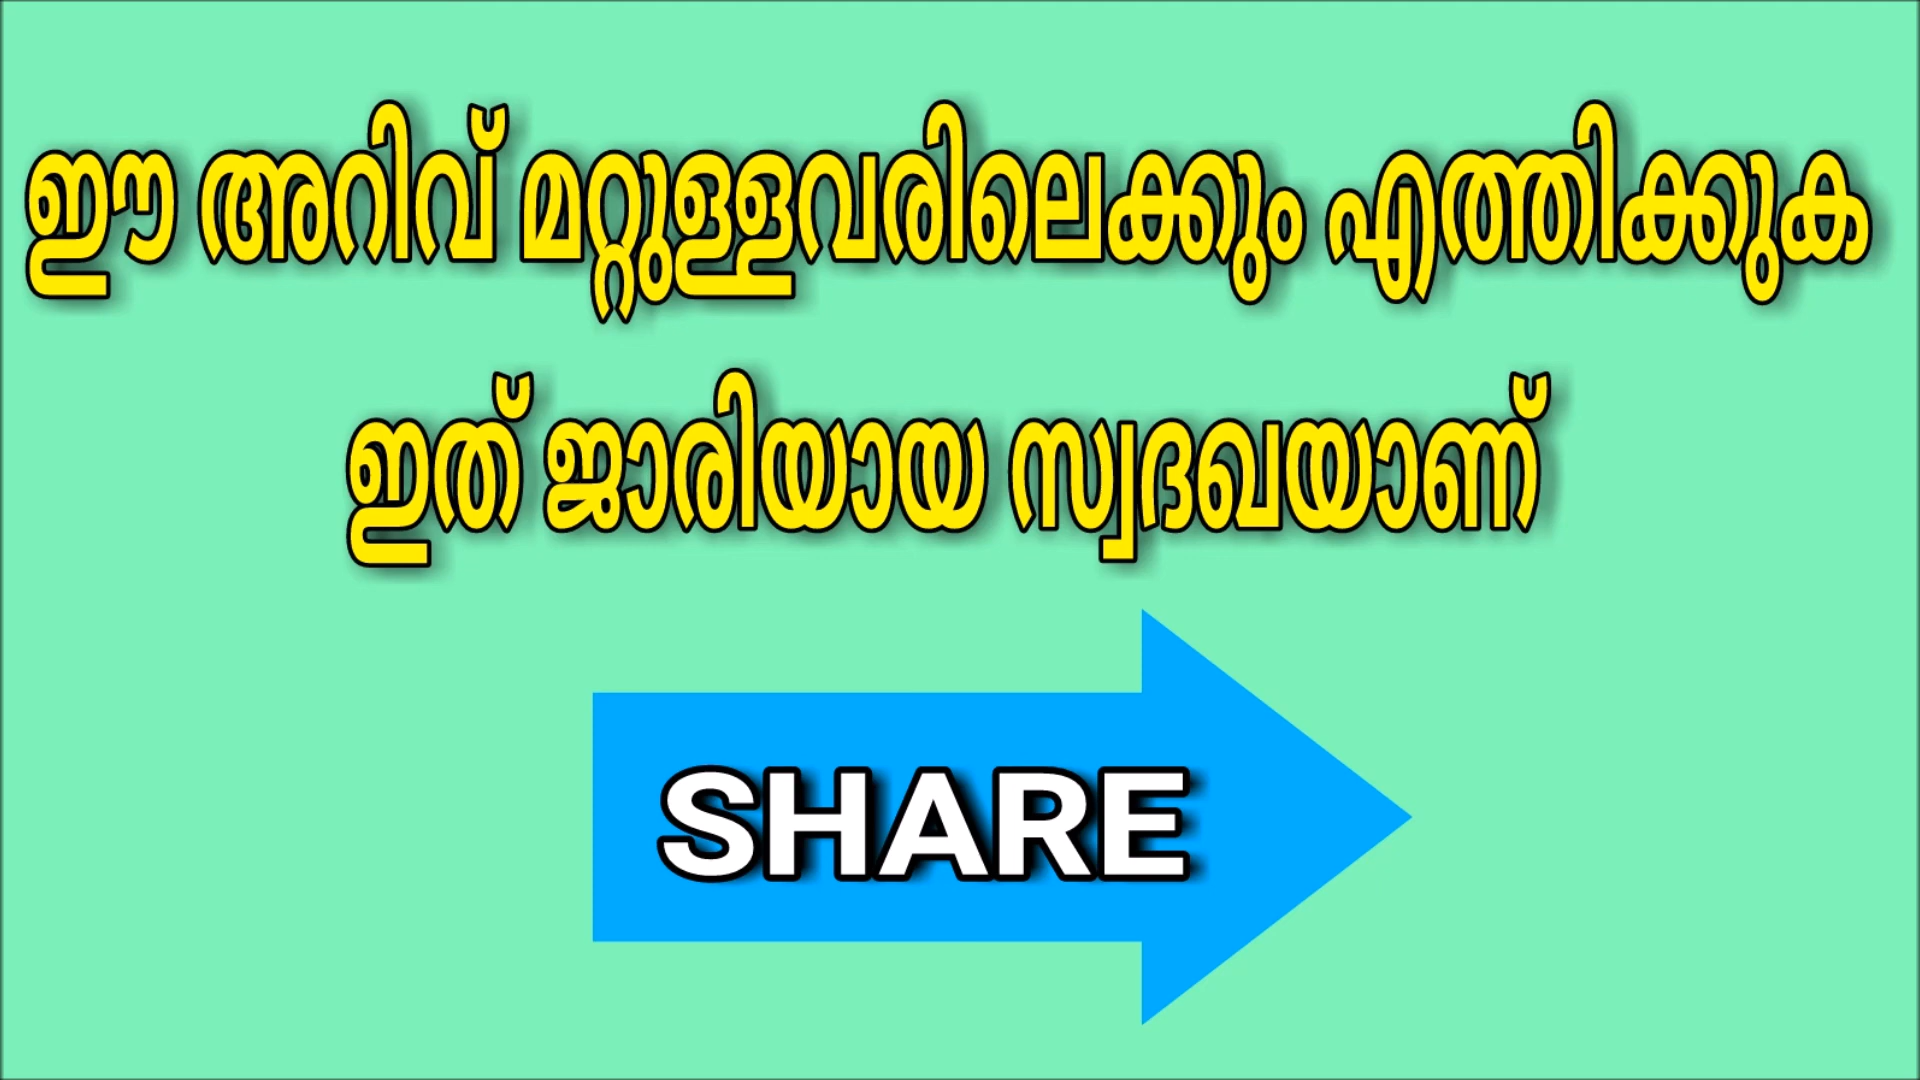 ഈ അറിവ് മറ്റുള്ളവരിലെക്കും എത്തിക്കുക
ഇത് ജാരിയായ സ്വദഖയാണ്
SHARE